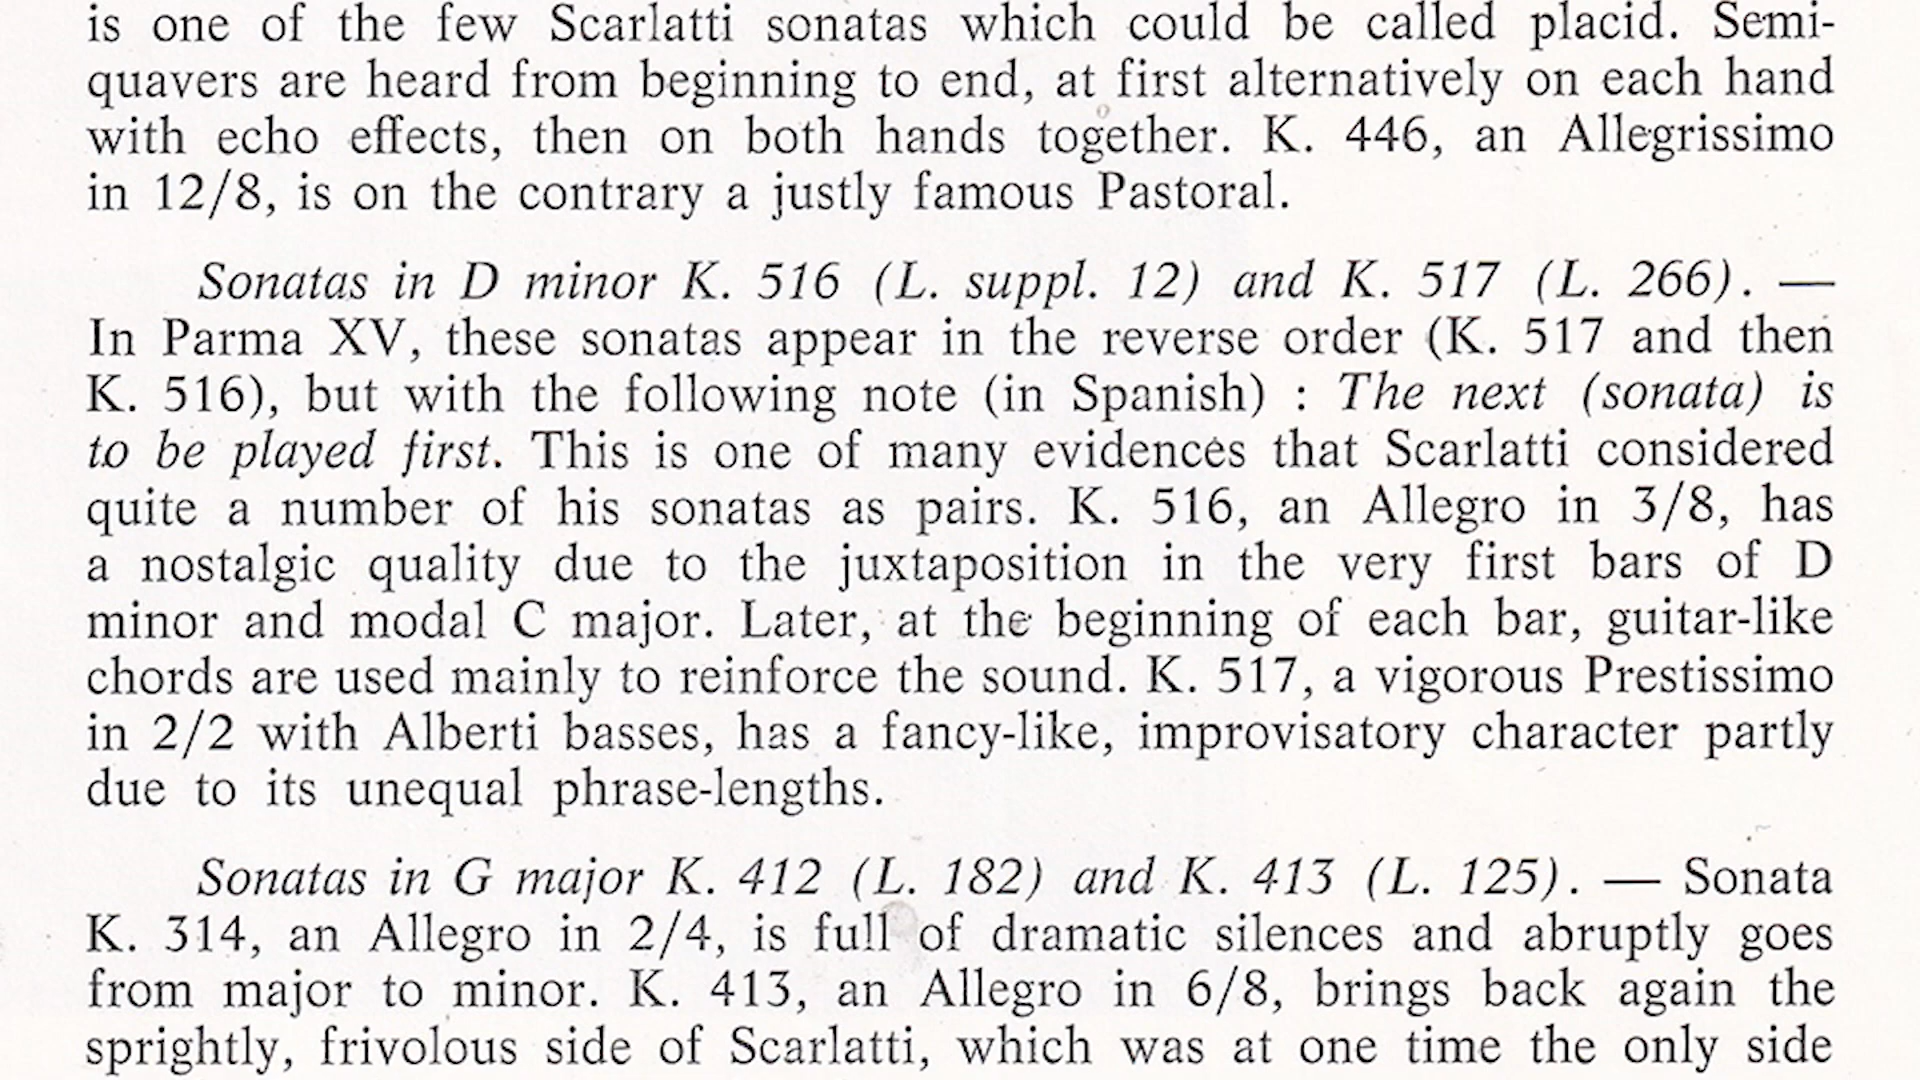 is one of the few Scarlatti sonatas which could be called placid. Semi-
quavers are heard from beginning to end, at first alternatively on each hand
with echo effects, then on both hands together. K. 446, an Allegrissimo
in 12/8, is on the contrary a justly famous Pastoral.
Sonatas in D minor K. 516 (L. suppl. 12) and K. 517 (L. 266). —
In Parma XV, these sonatas appear in the reverse order (K. 517 and then
K. 516), but with the following note (in Spanish) : The next (sonata) is
to be played first. This is one of many evidences that Scarlatti considered
quite a number of his sonatas as pairs. K. 516, an Allegro in 3/8, has
a nostalgic quality due to the juxtaposition in the very first bars of D
minor and modal C major. Later, at the beginning of each bar, guitar-like
chords are used mainly to reinforce the sound. K. 517, a vigorous Prestissimo
in 2/2 with Alberti basses, has a fancy-like, improvisatory character partly
due to its unequal phrase-lengths.
Sonatas in G major K. 412 (L. 182) and K. 413 (L. 125). — Sonata
K. 314, an Allegro in 2/4, is full of dramatic silences and abruptly goes
from major to minor. K. 413, an Allegro in 6/8, brings back again the
sprightly, frivolous side of Scarlatti, which was at one time the only side